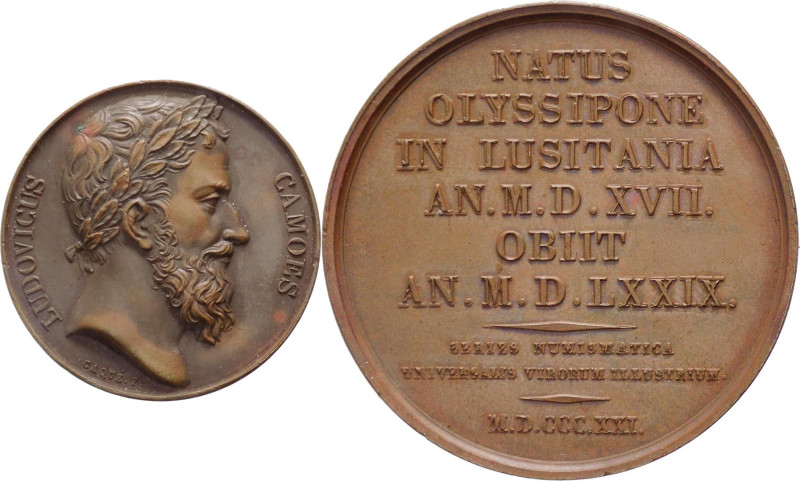 LUDOVICUS
CAMOES
NATUS
OLYSSIPONE
IN LUSITANIA
AN. M. D. XVII.
OBIIT
AN. M. D. LXXIX.
SERIES NUMISMATICA
UNIVERSALIS VIRORUM ILLUSTRIUM.
M.D.CCC.XXI.